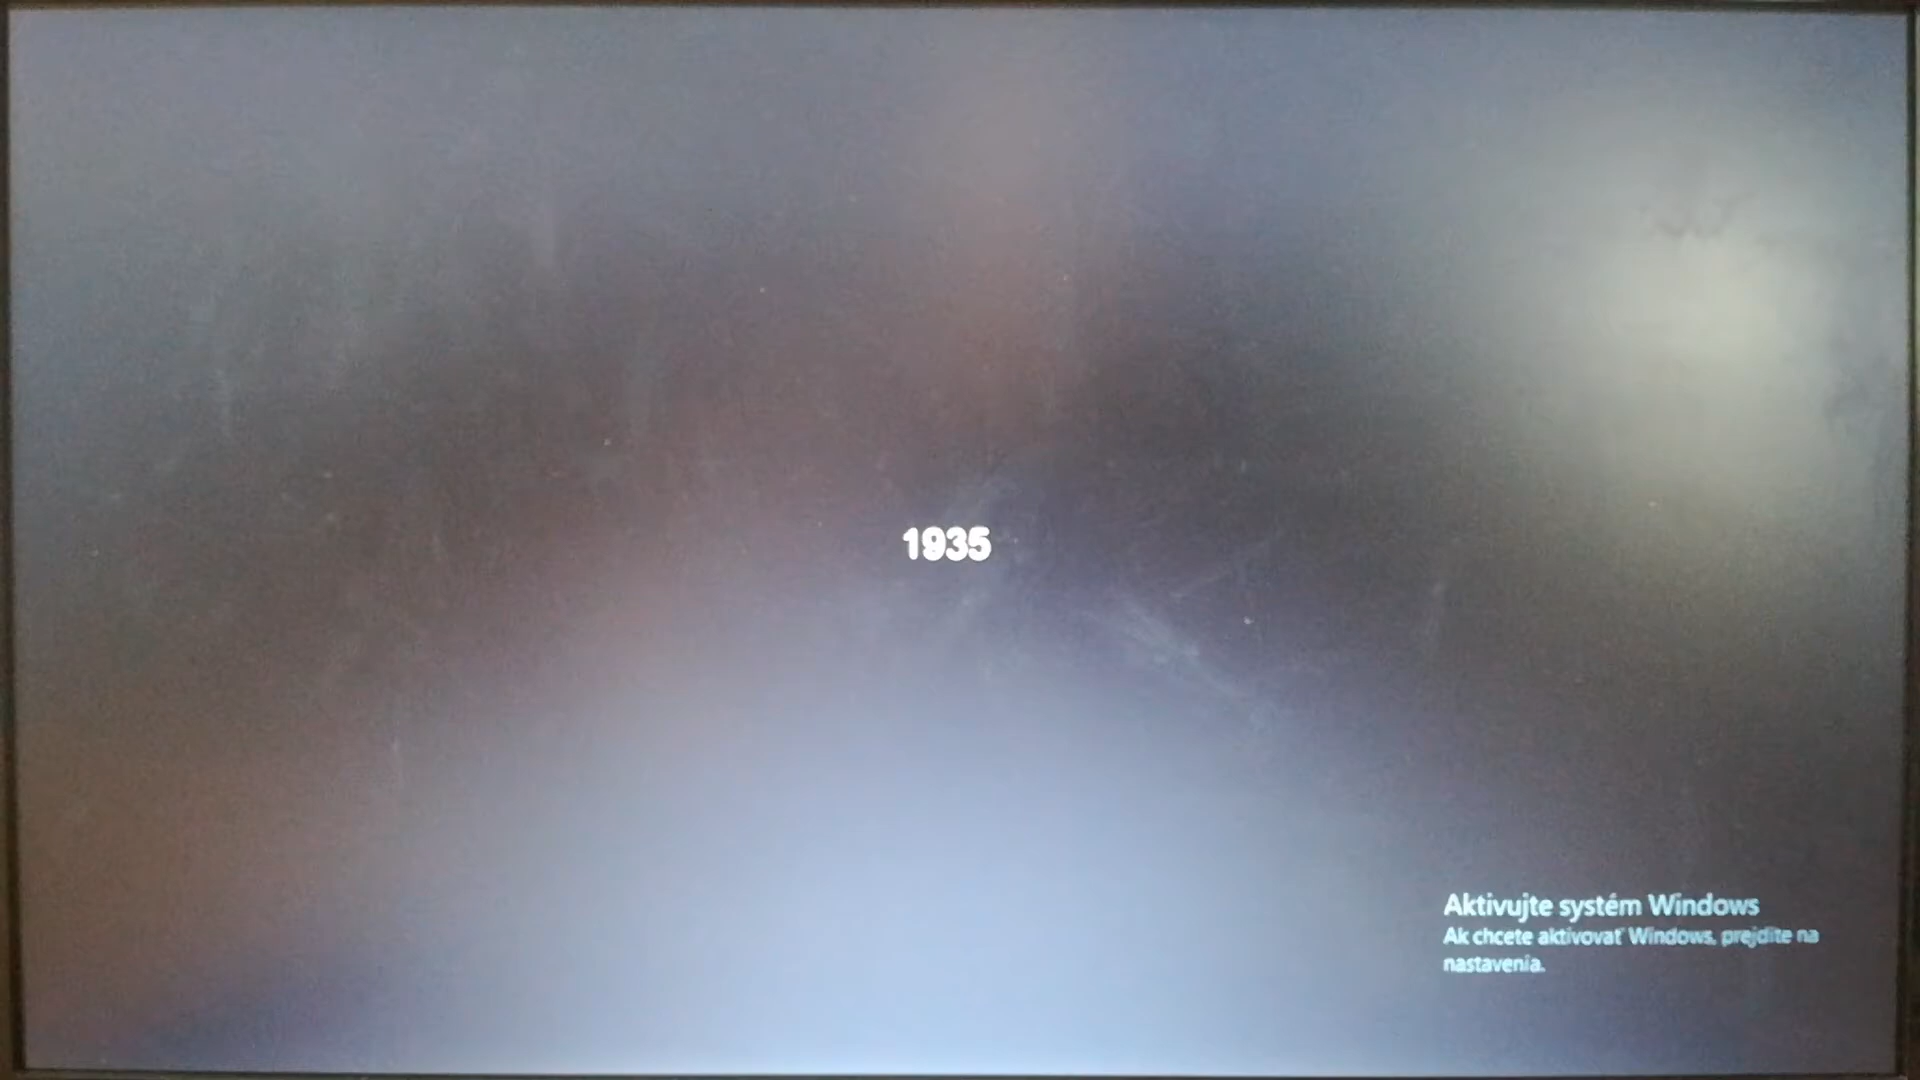 1935
Aktivujte systém Windows
Ak chcete aktivovať Windows, prejdite na
nastavenia.